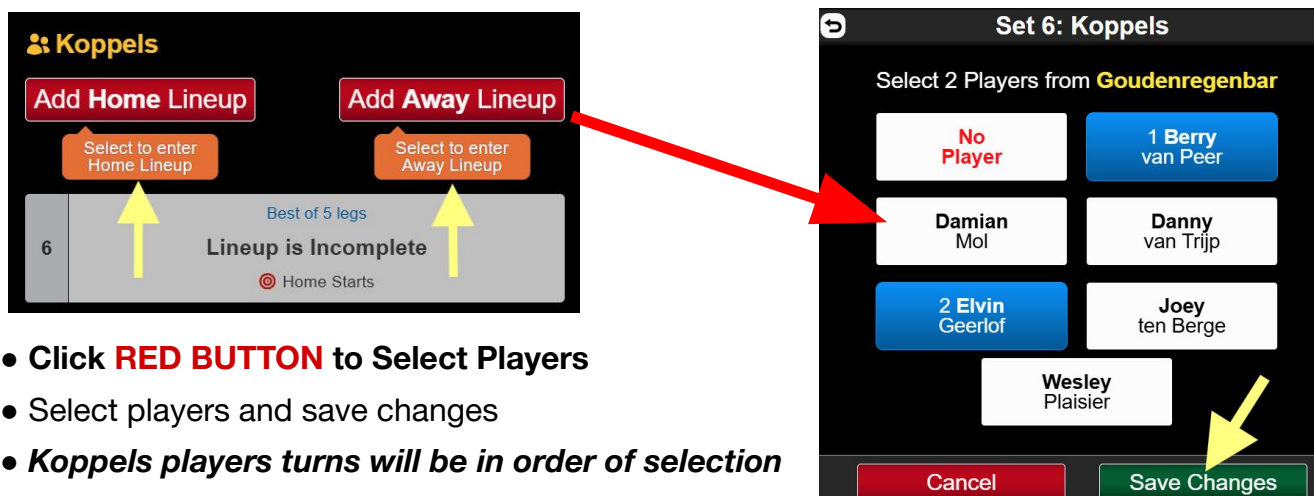 Koppels
Add Home Lineup
Add Away Lineup
Select to enter
Home Lineup
Select to enter
Away Lineup
Best of 5 legs
6
Lineup is Incomplete
Home Starts
● Click RED BUTTON to Select Players
● Select players and save changes
● Koppels players turns will be in order of selection
Set 6: Koppels
Select 2 Players from Goudenregenbar
No
Player
1 Berry
van Peer
Damian
Mol
Danny
van Trijp
2 Elvin
Geerlof
Joey
ten Berge
Wesley
Plaisier
Cancel
Save Changes